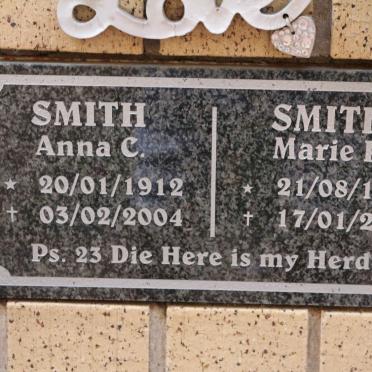 Love
SMITH
Anna C.
20/01/1912
03/02/2004
SMITH
Marie
21/08/1
17/01/2
Ps. 23 Die Here is my Herd